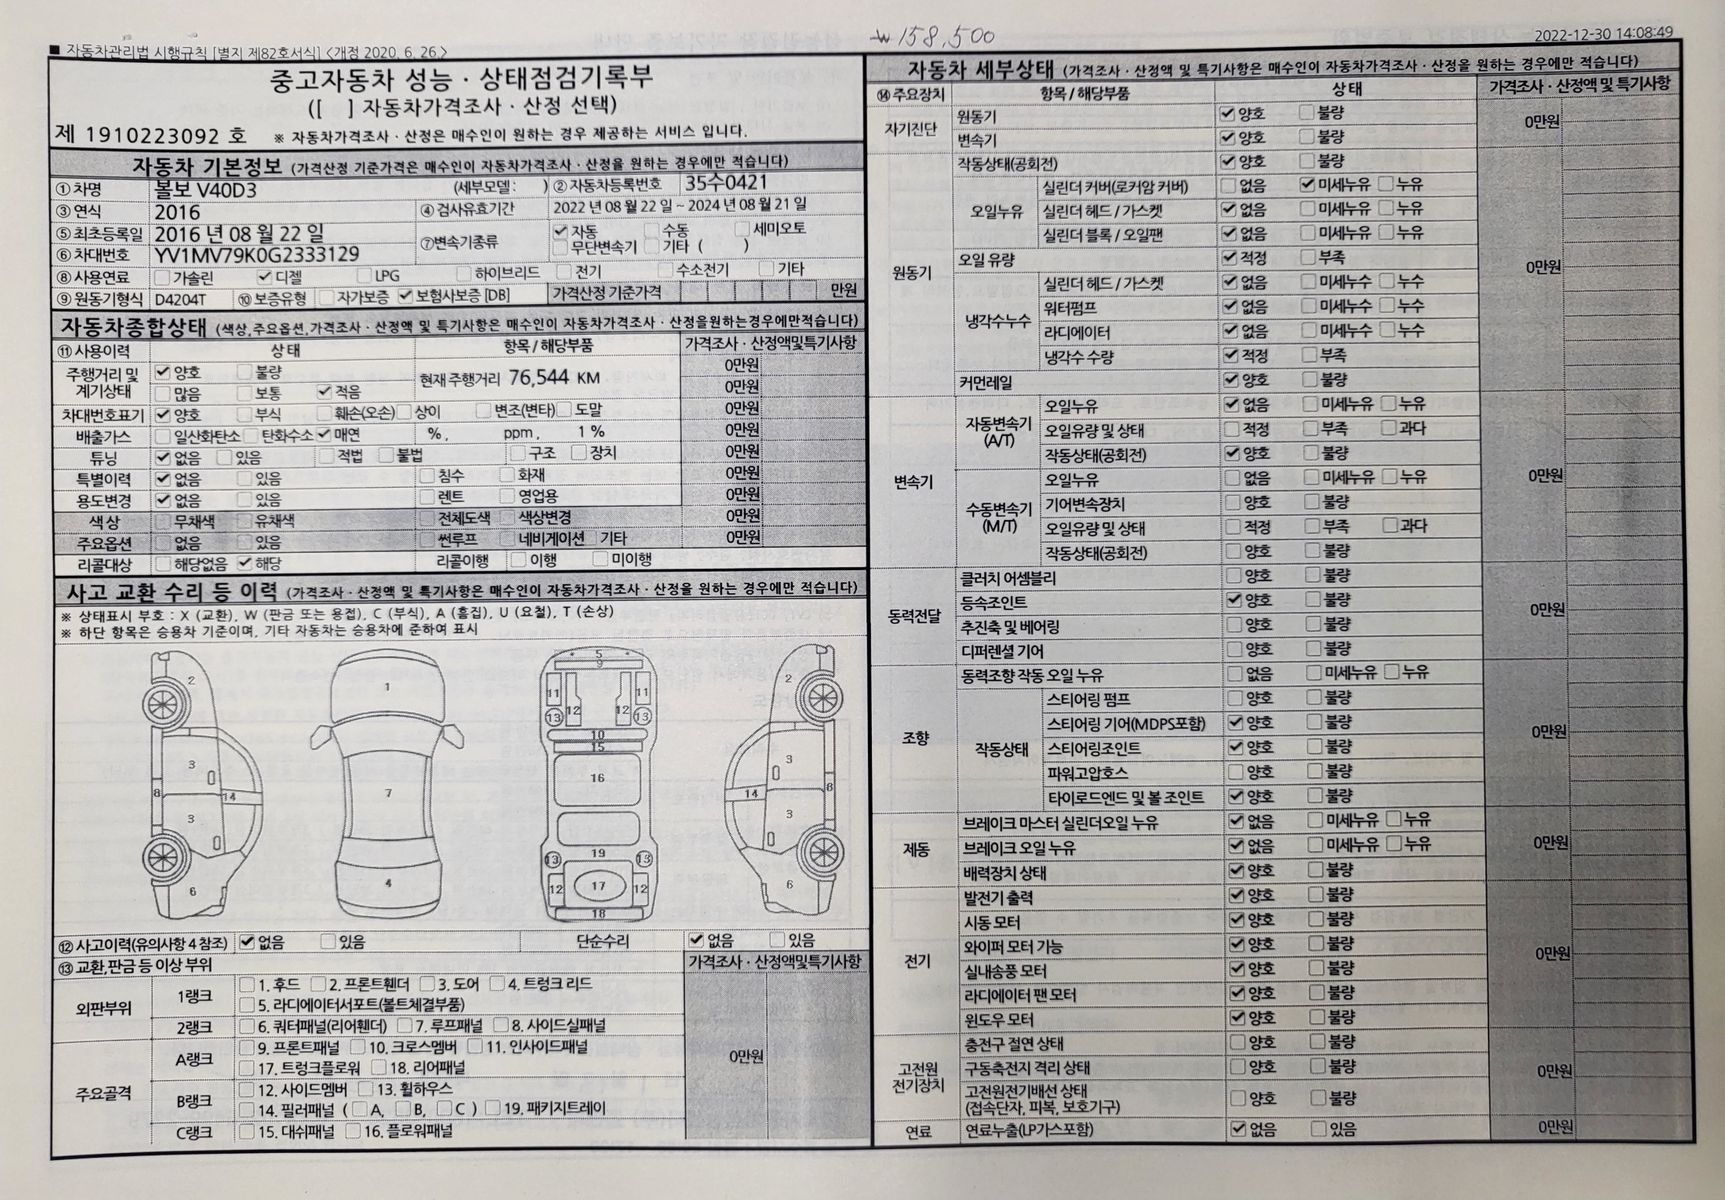 ₩ 158,500
2022-12-30 14:08:49
■ 자동차관리법 시행규칙 [별지 제82호서식] <개정 2020. 6. 26.>
중고자동차 성능 · 상태점검기록부
([ ] 자동차가격조사 · 산정 선택)
제 1910223092 호 ※ 자동차가격조사 · 산정은 매수인이 원하는 경우 제공하는 서비스 입니다.
자동차 기본정보 (가격산정 기준가격은 매수인이 자동차가격조사 · 산정을 원하는 경우에만 적습니다)
① 차명 볼보 V40D3 (세부모델 : ) ② 자동차등록번호 35수0421
③ 연식 2016 ④ 검사유효기간 2022 년 08 월 22 일 ~ 2024 년 08 월 21 일
⑤ 최초등록일 2016 년 08 월 22 일 ⑦변속기종류 ☑자동 ☐수동 ☐세미오토
⑥ 차대번호 YV1MV79K0G2333129 ☐무단변속기 ☐기타 ( )
⑧ 사용연료 ☐가솔린 ☑디젤 ☐LPG ☐하이브리드 ☐전기 ☐수소전기 ☐기타
⑨ 원동기형식 D4204T ⑩ 보증유형 ☐자가보증 ☑보험사보증 [DB] 가격산정 기준가격 만원
자동차종합상태 (색상,주요옵션,가격조사 · 산정액 및 특기사항은 매수인이 자동차가격조사 · 산정을원하는경우에만적습니다)
⑪ 사용이력 상 태 항목 / 해당부품 가격조사 · 산정액및특기사항
주행거리 및 계기상태 ☑양호 ☐불량 현재 주행거리 76,544 KM 0만원
☐많음 ☐보통 ☑적음 0만원
차대번호표기 ☑양호 ☐부식 ☐훼손(오손) ☐상이 ☐변조(변타) ☐도말 0만원
배출가스 ☐일산화탄소 ☐탄화수소 ☑매연 %, ppm, 1 % 0만원
튜닝 ☑없음 ☐있음 ☐적법 ☐불법 ☐구조 ☐장치 0만원
특별이력 ☑없음 ☐있음 ☐침수 ☐화재 0만원
용도변경 ☑없음 ☐있음 ☐렌트 ☐영업용 0만원
색 상 ☐무채색 ☐유채색 ☐전체도색 ☐색상변경 0만원
주요옵션 ☐없음 ☐있음 ☐썬루프 ☐네비게이션 ☐기타 0만원
리콜대상 ☐해당없음 ☑해당 리콜이행 ☐이행 ☐미이행
사고 교환 수리 등 이력 (가격조사 · 산정액 및 특기사항은 매수인이 자동차가격조사 · 산정을 원하는 경우에만 적습니다)
※ 상태표시 부호 : X (교환), W (판금 또는 용접), C (부식), A (흠집), U (요철), T (손상)
※ 하단 항목은 승용차 기준이며, 기타 자동차는 승용차에 준하여 표시
2 3 8 14 3 6
1 7 4
5 9 11 11 12 12 13 13 10 15 16 19 13 13 12 17 12 18
2 3 8 14 3 6
⑫ 사고이력(유의사항 4 참조) ☑없음 ☐있음 단순수리 ☑없음 ☐있음
⑬ 교환,판금 등 이상 부위 가격조사 · 산정액및특기사항
외판부위 1랭크 ☐1. 후드 ☐2. 프론트휀더 ☐3. 도어 ☐4. 트렁크 리드
☐5. 라디에이터서포트(볼트체결부품)
2랭크 ☐6. 쿼터패널(리어휀더) ☐7. 루프패널 ☐8. 사이드실패널
주요골격 A랭크 ☐9. 프론트패널 ☐10. 크로스멤버 ☐11. 인사이드패널 0만원
☐17. 트렁크플로워 ☐18. 리어패널
B랭크 ☐12. 사이드멤버 ☐13. 휠하우스
☐14. 필러패널 ( ☐A, ☐B, ☐C ) ☐19. 패키지트레이
C랭크 ☐15. 대쉬패널 ☐16. 플로워패널
자동차 세부상태 (가격조사 · 산정액 및 특기사항은 매수인이 자동차가격조사 · 산정을 원하는 경우에만 적습니다)
⑭ 주요장치 항목 / 해당부품 상 태 가격조사 · 산정액 및 특기사항
자기진단 원동기 ☑양호 ☐불량 0만원
변속기 ☑양호 ☐불량
원동기 작동상태(공회전) ☑양호 ☐불량 0만원
오일누유 실린더 커버(로커암 커버) ☐없음 ☑미세누유 ☐누유
실린더 헤드 / 가스켓 ☑없음 ☐미세누유 ☐누유
실린더 블록 / 오일팬 ☑없음 ☐미세누유 ☐누유
오일 유량 ☑적정 ☐부족
냉각수누수 실린더 헤드 / 가스켓 ☑없음 ☐미세누수 ☐누수
워터펌프 ☑없음 ☐미세누수 ☐누수
라디에이터 ☑없음 ☐미세누수 ☐누수
냉각수 수량 ☑적정 ☐부족
커먼레일 ☑양호 ☐불량
변속기 자동변속기 (A/T) 오일누유 ☑없음 ☐미세누유 ☐누유 0만원
오일유량 및 상태 ☐적정 ☐부족 ☐과다
작동상태(공회전) ☑양호 ☐불량
수동변속기 (M/T) 오일누유 ☐없음 ☐미세누유 ☐누유
기어변속장치 ☐양호 ☐불량
오일유량 및 상태 ☐적정 ☐부족 ☐과다
작동상태(공회전) ☐양호 ☐불량
동력전달 클러치 어셈블리 ☐양호 ☐불량 0만원
등속조인트 ☑양호 ☐불량
추진축 및 베어링 ☐양호 ☐불량
디퍼렌셜 기어 ☐양호 ☐불량
조향 동력조향 작동 오일 누유 ☐없음 ☐미세누유 ☐누유 0만원
작동상태 스티어링 펌프 ☐양호 ☐불량
스티어링 기어(MDPS포함) ☑양호 ☐불량
스티어링조인트 ☑양호 ☐불량
파워고압호스 ☐양호 ☐불량
타이로드엔드 및 볼 조인트 ☑양호 ☐불량
제동 브레이크 마스터 실린더오일 누유 ☑없음 ☐미세누유 ☐누유 0만원
브레이크 오일 누유 ☑없음 ☐미세누유 ☐누유
배력장치 상태 ☑양호 ☐불량
전기 발전기 출력 ☑양호 ☐불량 0만원
시동 모터 ☑양호 ☐불량
와이퍼 모터 기능 ☑양호 ☐불량
실내송풍 모터 ☑양호 ☐불량
라디에이터 팬 모터 ☑양호 ☐불량
윈도우 모터 ☑양호 ☐불량
고전원 전기장치 충전구 절연 상태 ☐양호 ☐불량 0만원
구동축전지 격리 상태 ☐양호 ☐불량
고전원전기배선 상태 (접속단자, 피복, 보호기구) ☐양호 ☐불량
연료 연료누출(LP가스포함) ☑없음 ☐있음 0만원